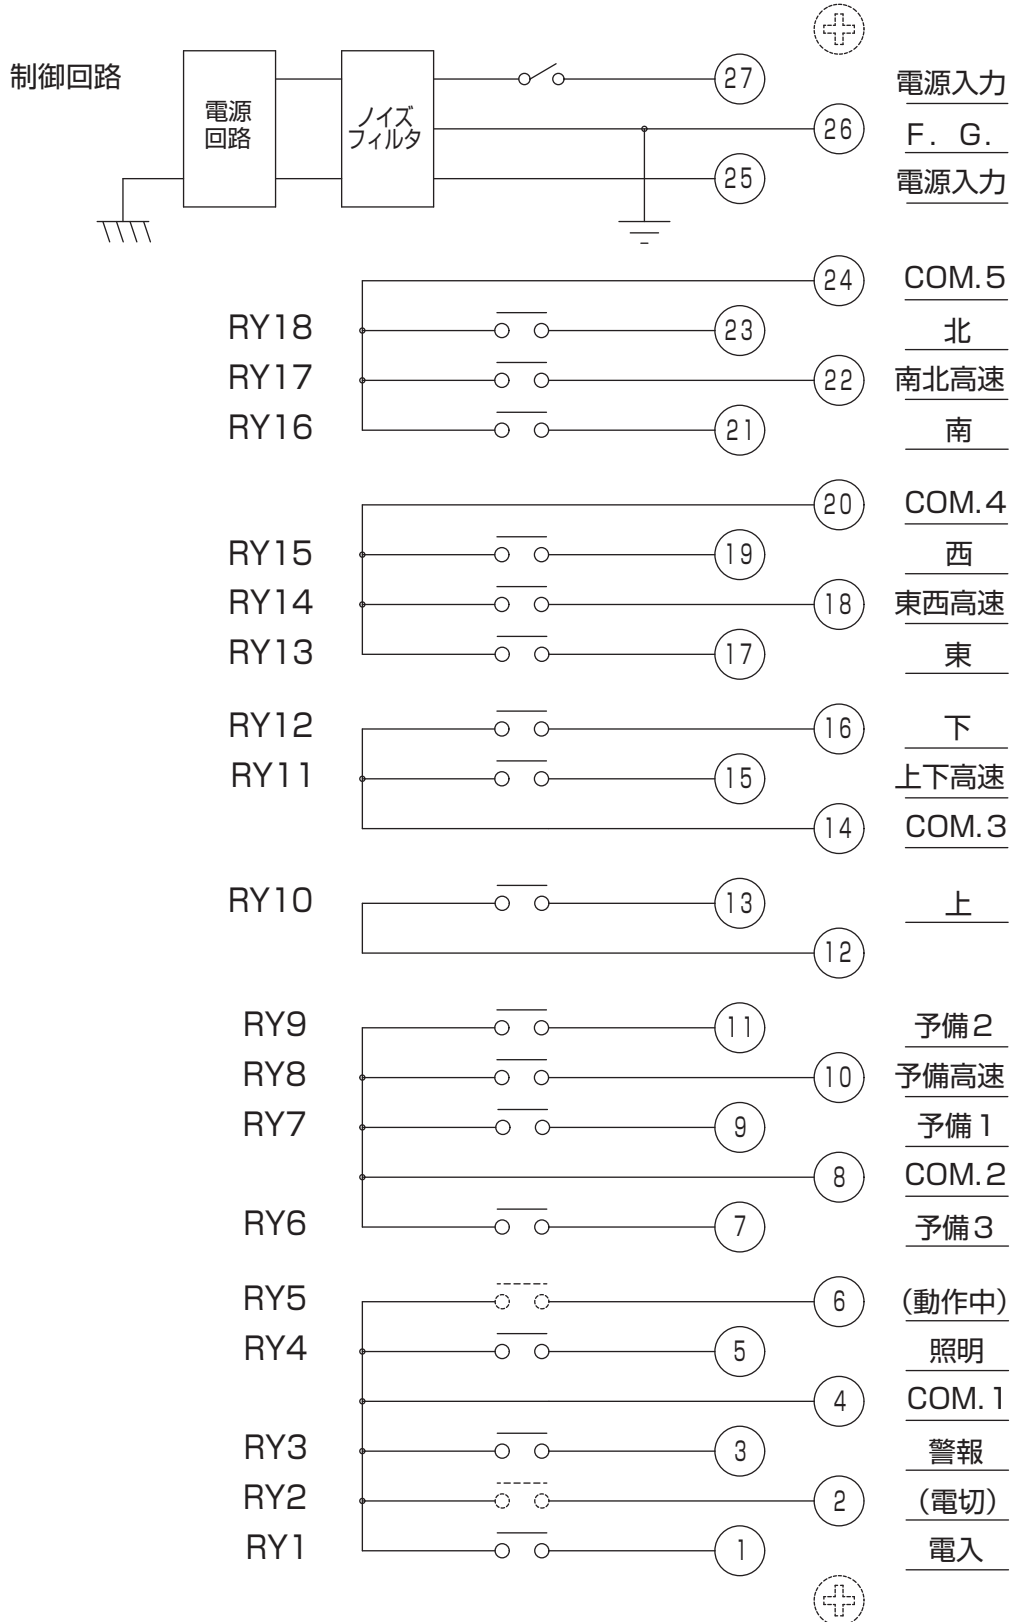 制御回路
電源
回路
ノイズ
フィルタ
27 電源入力
26 F. G.
25 電源入力
24 COM.5
RY18 23 北
RY17 22 南北高速
RY16 21 南
20 COM.4
RY15 19 西
RY14 18 東西高速
RY13 17 東
RY12 16 下
RY11 15 上下高速
14 COM.3
RY10 13 上
12
RY9 11 予備2
RY8 10 予備高速
RY7 9 予備1
8 COM.2
RY6 7 予備3
RY5 6 (動作中)
RY4 5 照明
4 COM.1
RY3 3 警報
RY2 2 (電切)
RY1 1 電入